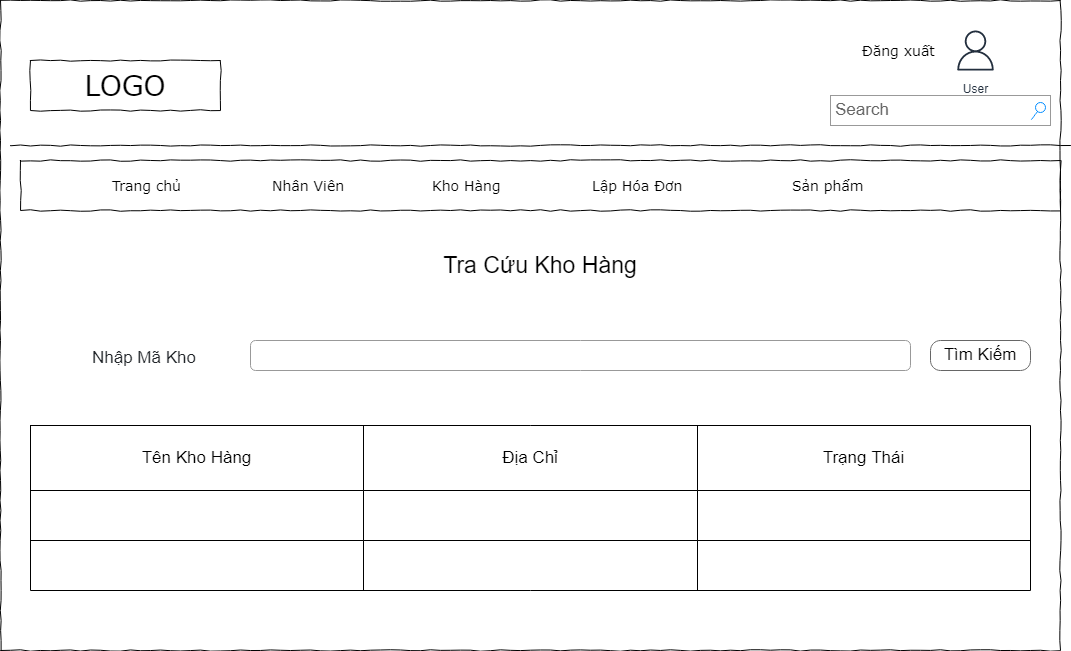 Đăng xuất
LOGO
User
Search
Trang chủ Nhân Viên Kho Hàng Lập Hóa Đơn Sản phẩm
Tra Cứu Kho Hàng
Nhập Mã Kho Tìm Kiếm
Tên Kho Hàng Địa Chỉ Trạng Thái